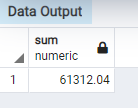 Data Output
sum
numeric
1
61312.04